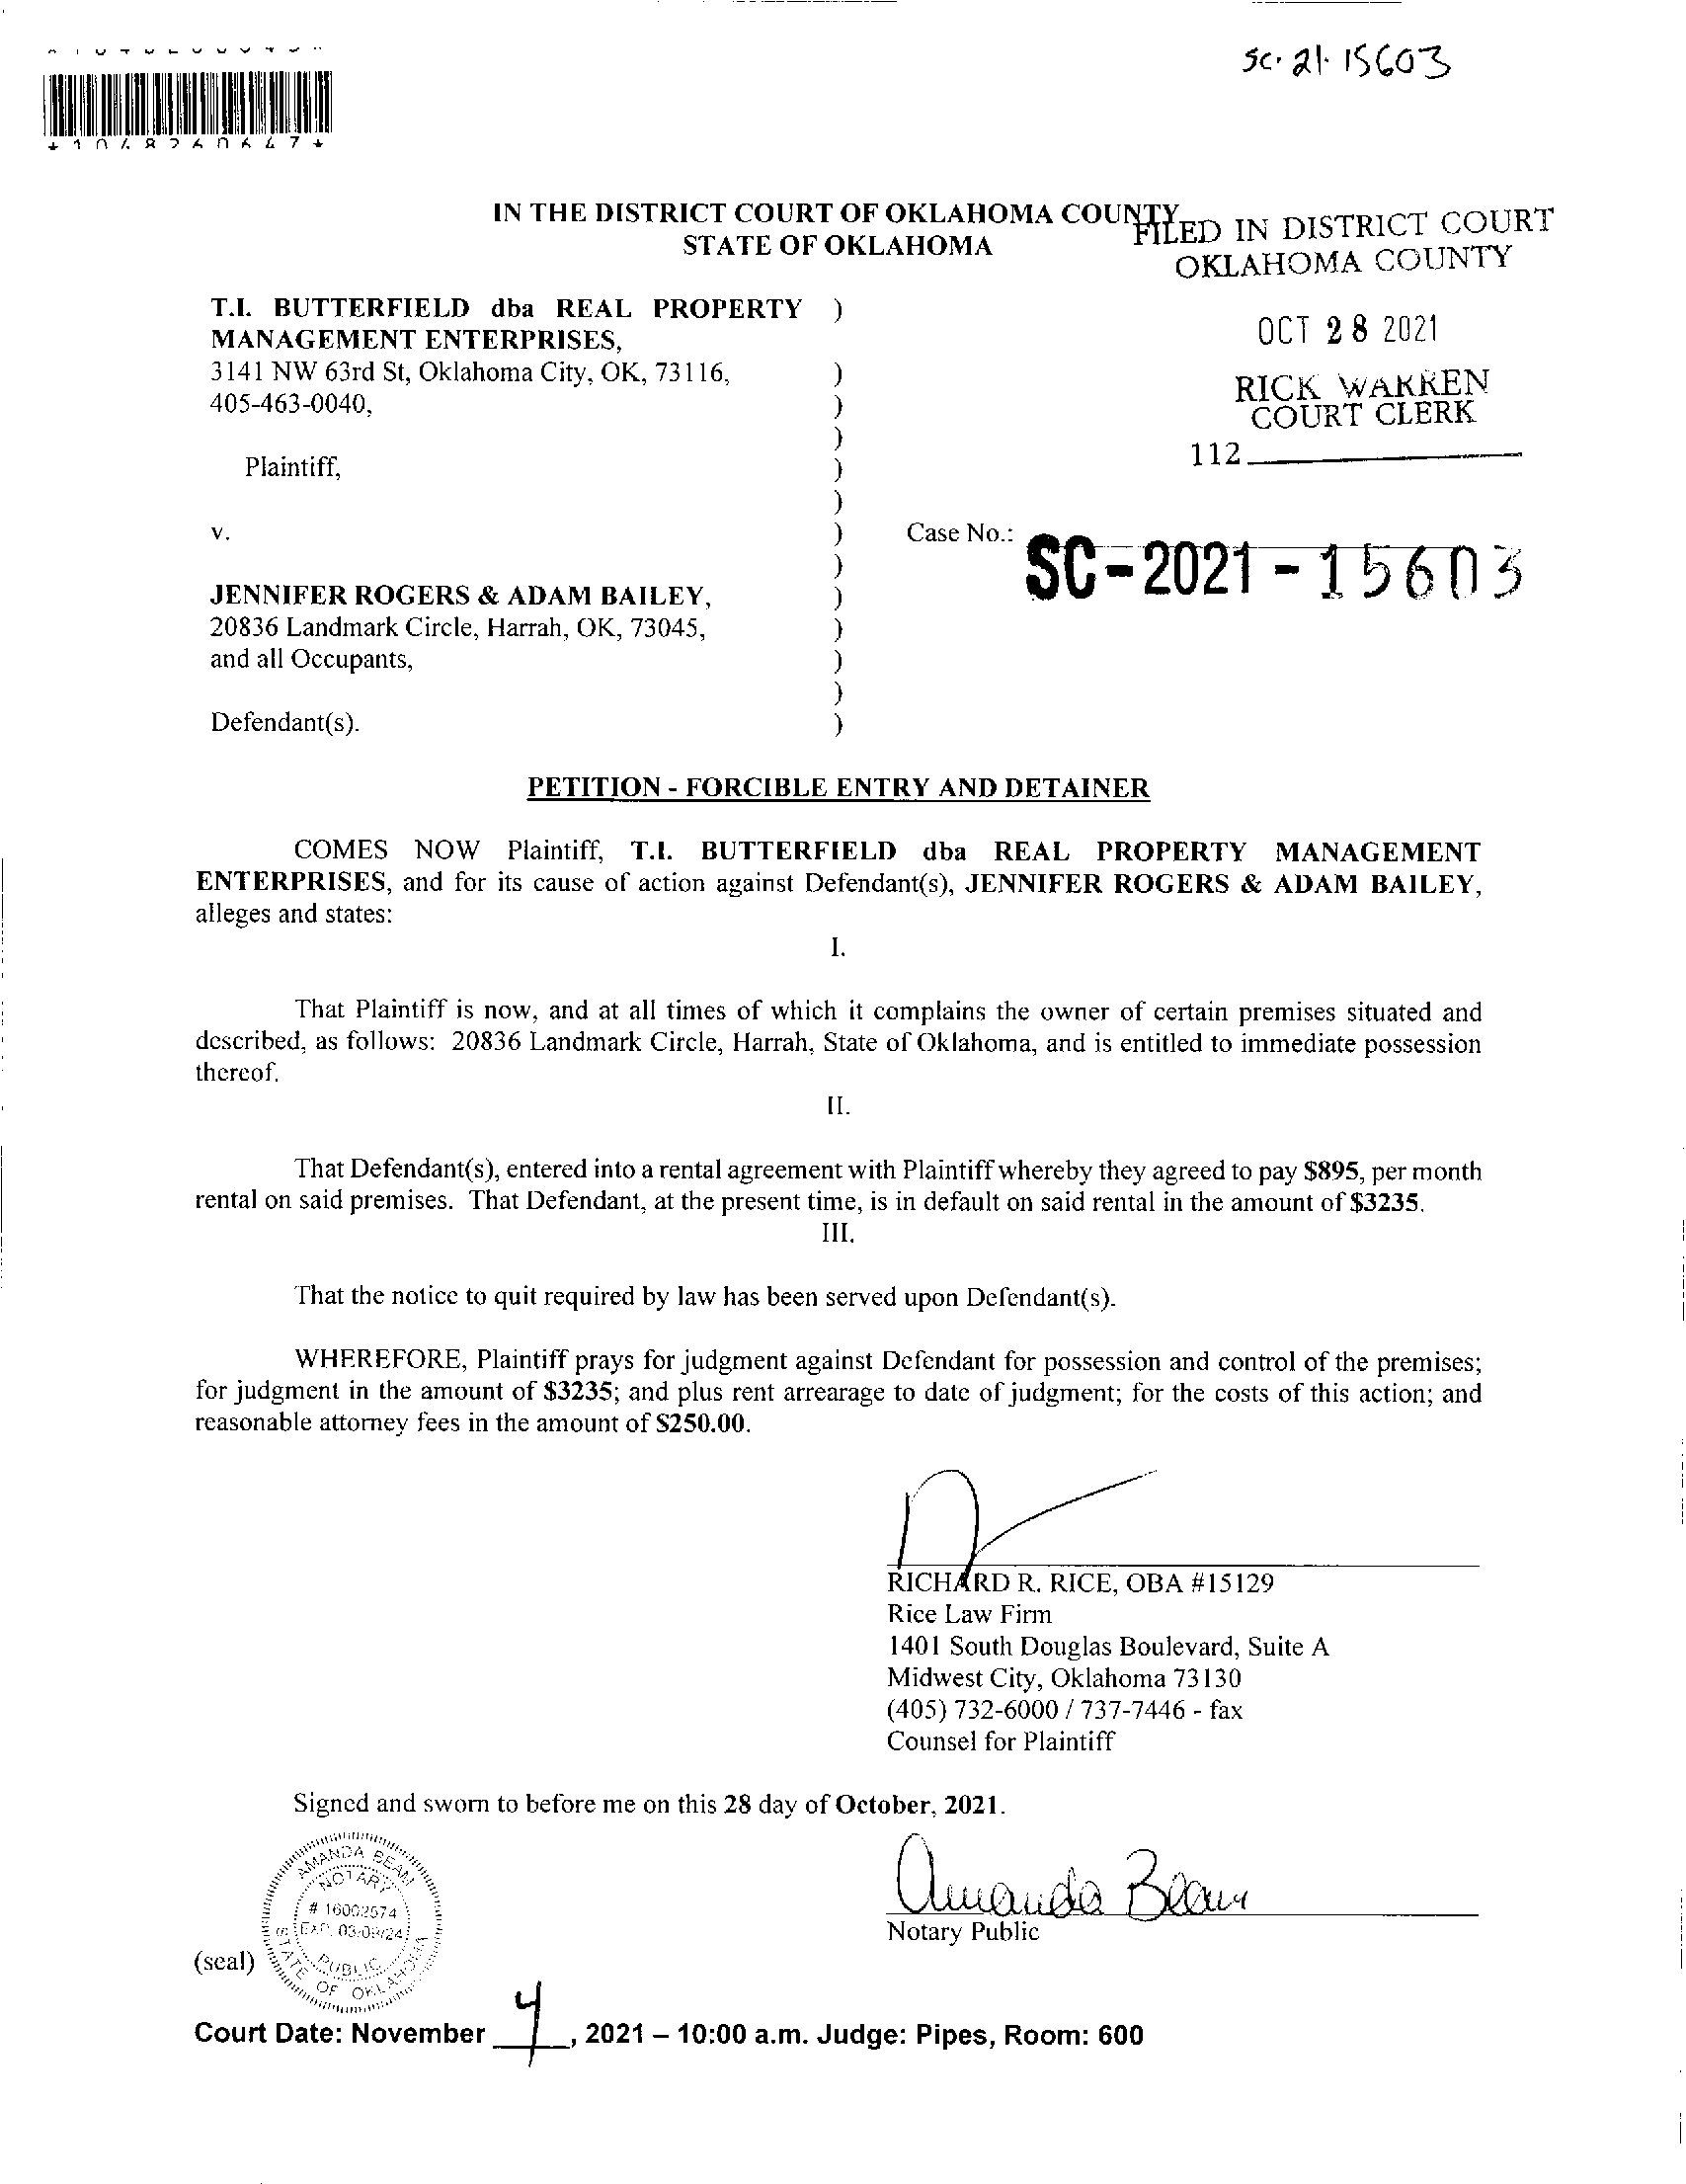 sc. 21. 15603
IN THE DISTRICT COURT OF OKLAHOMA COUNTY
STATE OF OKLAHOMA
FILED IN DISTRICT COURT
OKLAHOMA COUNTY
OCT 28 2021
RICK WARREN
COURT CLERK
112
T.I. BUTTERFIELD dba REAL PROPERTY )
MANAGEMENT ENTERPRISES,
3141 NW 63rd St, Oklahoma City, OK, 73116, )
405-463-0040, )
)
Plaintiff, )
)
v. )
Case No.: SC-2021-15603
)
JENNIFER ROGERS & ADAM BAILEY, )
20836 Landmark Circle, Harrah, OK, 73045, )
and all Occupants, )
)
Defendant(s). )
PETITION - FORCIBLE ENTRY AND DETAINER
COMES NOW Plaintiff, T.I. BUTTERFIELD dba REAL PROPERTY MANAGEMENT
ENTERPRISES, and for its cause of action against Defendant(s), JENNIFER ROGERS & ADAM BAILEY,
alleges and states:
I.
That Plaintiff is now, and at all times of which it complains the owner of certain premises situated and
described, as follows: 20836 Landmark Circle, Harrah, State of Oklahoma, and is entitled to immediate possession
thereof.
II.
That Defendant(s), entered into a rental agreement with Plaintiff whereby they agreed to pay $895, per month
rental on said premises. That Defendant, at the present time, is in default on said rental in the amount of $3235.
III.
That the notice to quit required by law has been served upon Defendant(s).
WHEREFORE, Plaintiff prays for judgment against Defendant for possession and control of the premises;
for judgment in the amount of $3235; and plus rent arrearage to date of judgment; for the costs of this action; and
reasonable attorney fees in the amount of $250.00.
RICHARD R. RICE, OBA #15129
Rice Law Firm
1401 South Douglas Boulevard, Suite A
Midwest City, Oklahoma 73130
(405) 732-6000 / 737-7446 - fax
Counsel for Plaintiff
Signed and sworn to before me on this 28 day of October, 2021.
Amanda Beam
Notary Public
AMANDA BEAM
NOTARY
# 16002574
EXP. 03/09/24
PUBLIC
STATE OF OKLAHOMA
(seal)
Court Date: November 4, 2021 – 10:00 a.m. Judge: Pipes, Room: 600